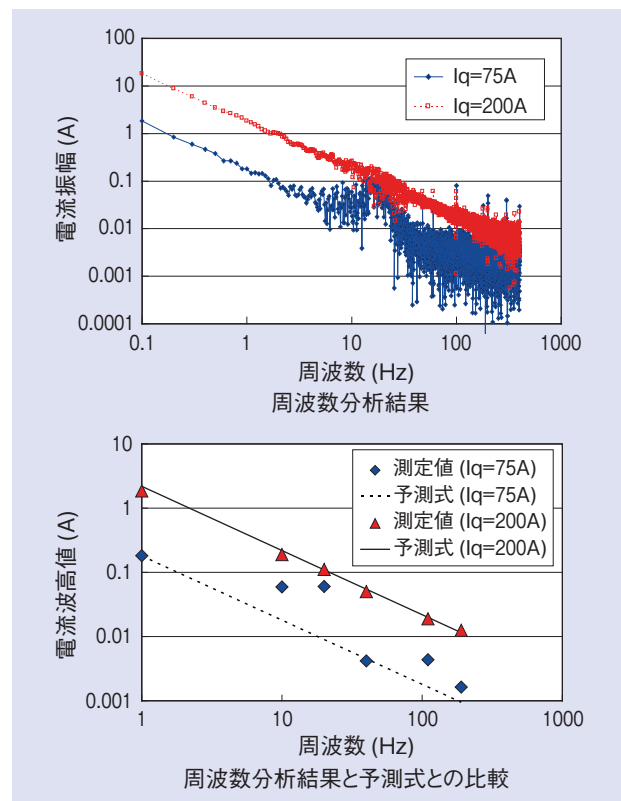 100
10
1
0.1
0.01
0.001
0.0001
電流振幅 (A)
Iq=75A
Iq=200A
0.1 1 10 100 1000
周波数 (Hz)
周波数分析結果
10
1
0.1
0.01
0.001
電流波高値 (A)
測定値 (Iq=75A)
予測式 (Iq=75A)
測定値 (Iq=200A)
予測式 (Iq=200A)
1 10 100 1000
周波数 (Hz)
周波数分析結果と予測式との比較